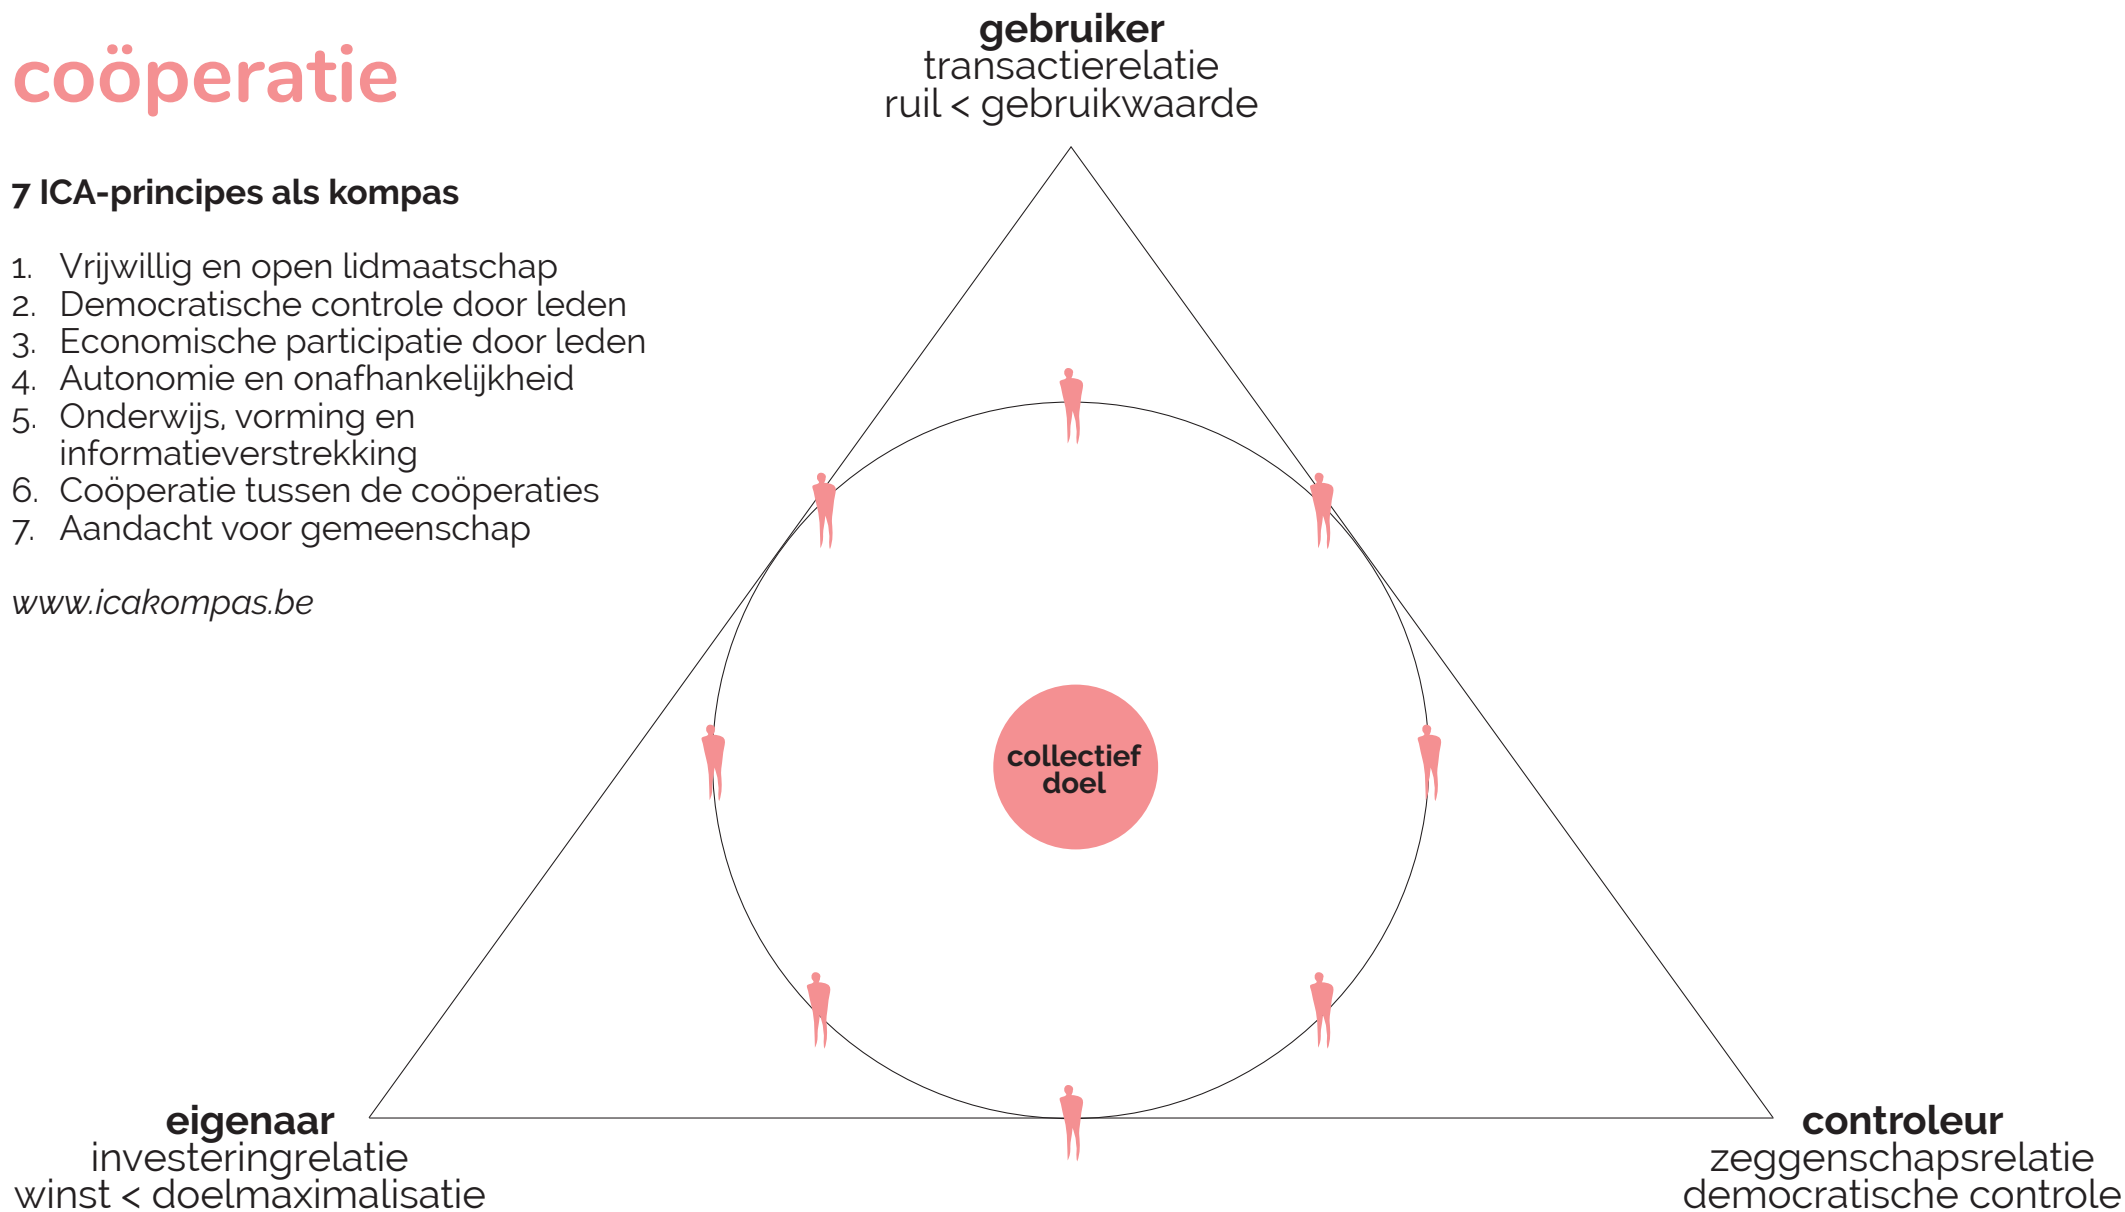 coöperatie
7 ICA-principes als kompas
1. Vrijwillig en open lidmaatschap
2. Democratische controle door leden
3. Economische participatie door leden
4. Autonomie en onafhankelijkheid
5. Onderwijs, vorming en
informatieverstrekking
6. Coöperatie tussen de coöperaties
7. Aandacht voor gemeenschap
www.icakompas.be
gebruiker
transactierelatie
ruil < gebruikwaarde
collectief
doel
eigenaar
investeringrelatie
winst < doelmaximalisatie
controleur
zeggenschapsrelatie
democratische controle